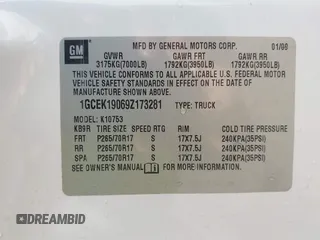 GM
MFD BY GENERAL MOTORS CORP. 01/09
GVWR GAWR FRT GAWR RR
3175KG(7000LB) 1792KG(3950LB) 1792KG(3950LB)
THIS VEHICLE CONFORMS TO ALL APPLICABLE U.S. FEDERAL MOTOR
VEHICLE SAFETY STANDARDS IN EFFECT ON THE DATE OF
MANUFACTURE SHOWN ABOVE.
1GCEK19069Z173281 TYPE: TRUCK
MODEL: K10753
KB9R TIRE SIZE SPEED RTG RIM COLD TIRE PRESSURE
FRT P265/70R17 S 17X7.5J 240KPA(35PSI)
RR P265/70R17 S 17X7.5J 240KPA(35PSI)
SPA P265/70R17 S 17X7.5J 240KPA(35PSI)
SEE OWNER'S MANUAL FOR ADDITIONAL INFORMATION.
DREAMBID